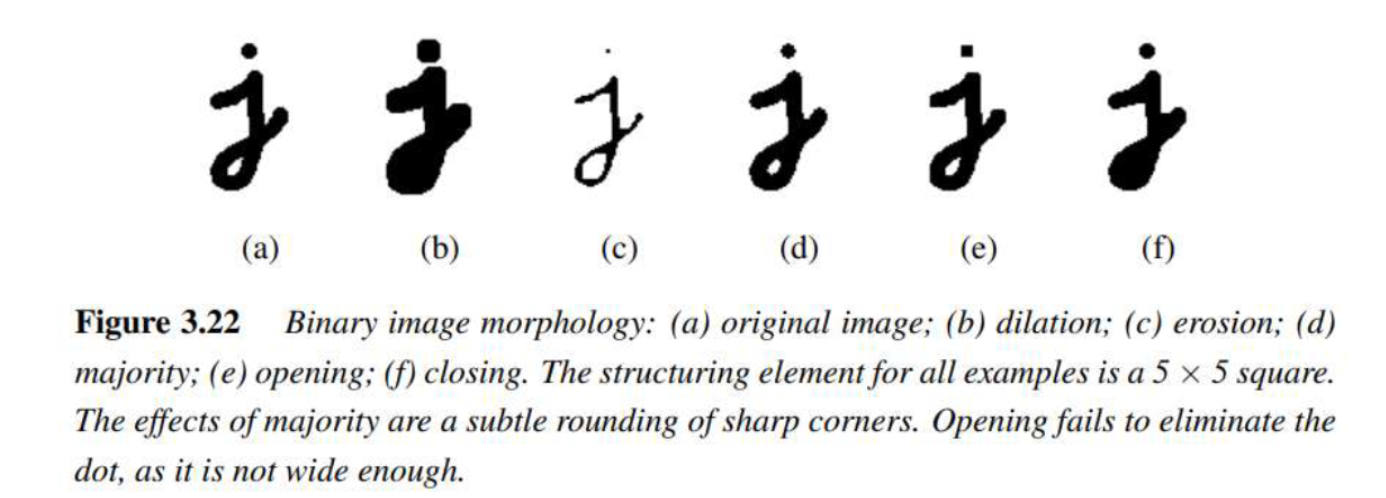 (a) (b) (c) (d) (e) (f)
Figure 3.22 Binary image morphology: (a) original image; (b) dilation; (c) erosion; (d)
majority; (e) opening; (f) closing. The structuring element for all examples is a 5 × 5 square.
The effects of majority are a subtle rounding of sharp corners. Opening fails to eliminate the
dot, as it is not wide enough.